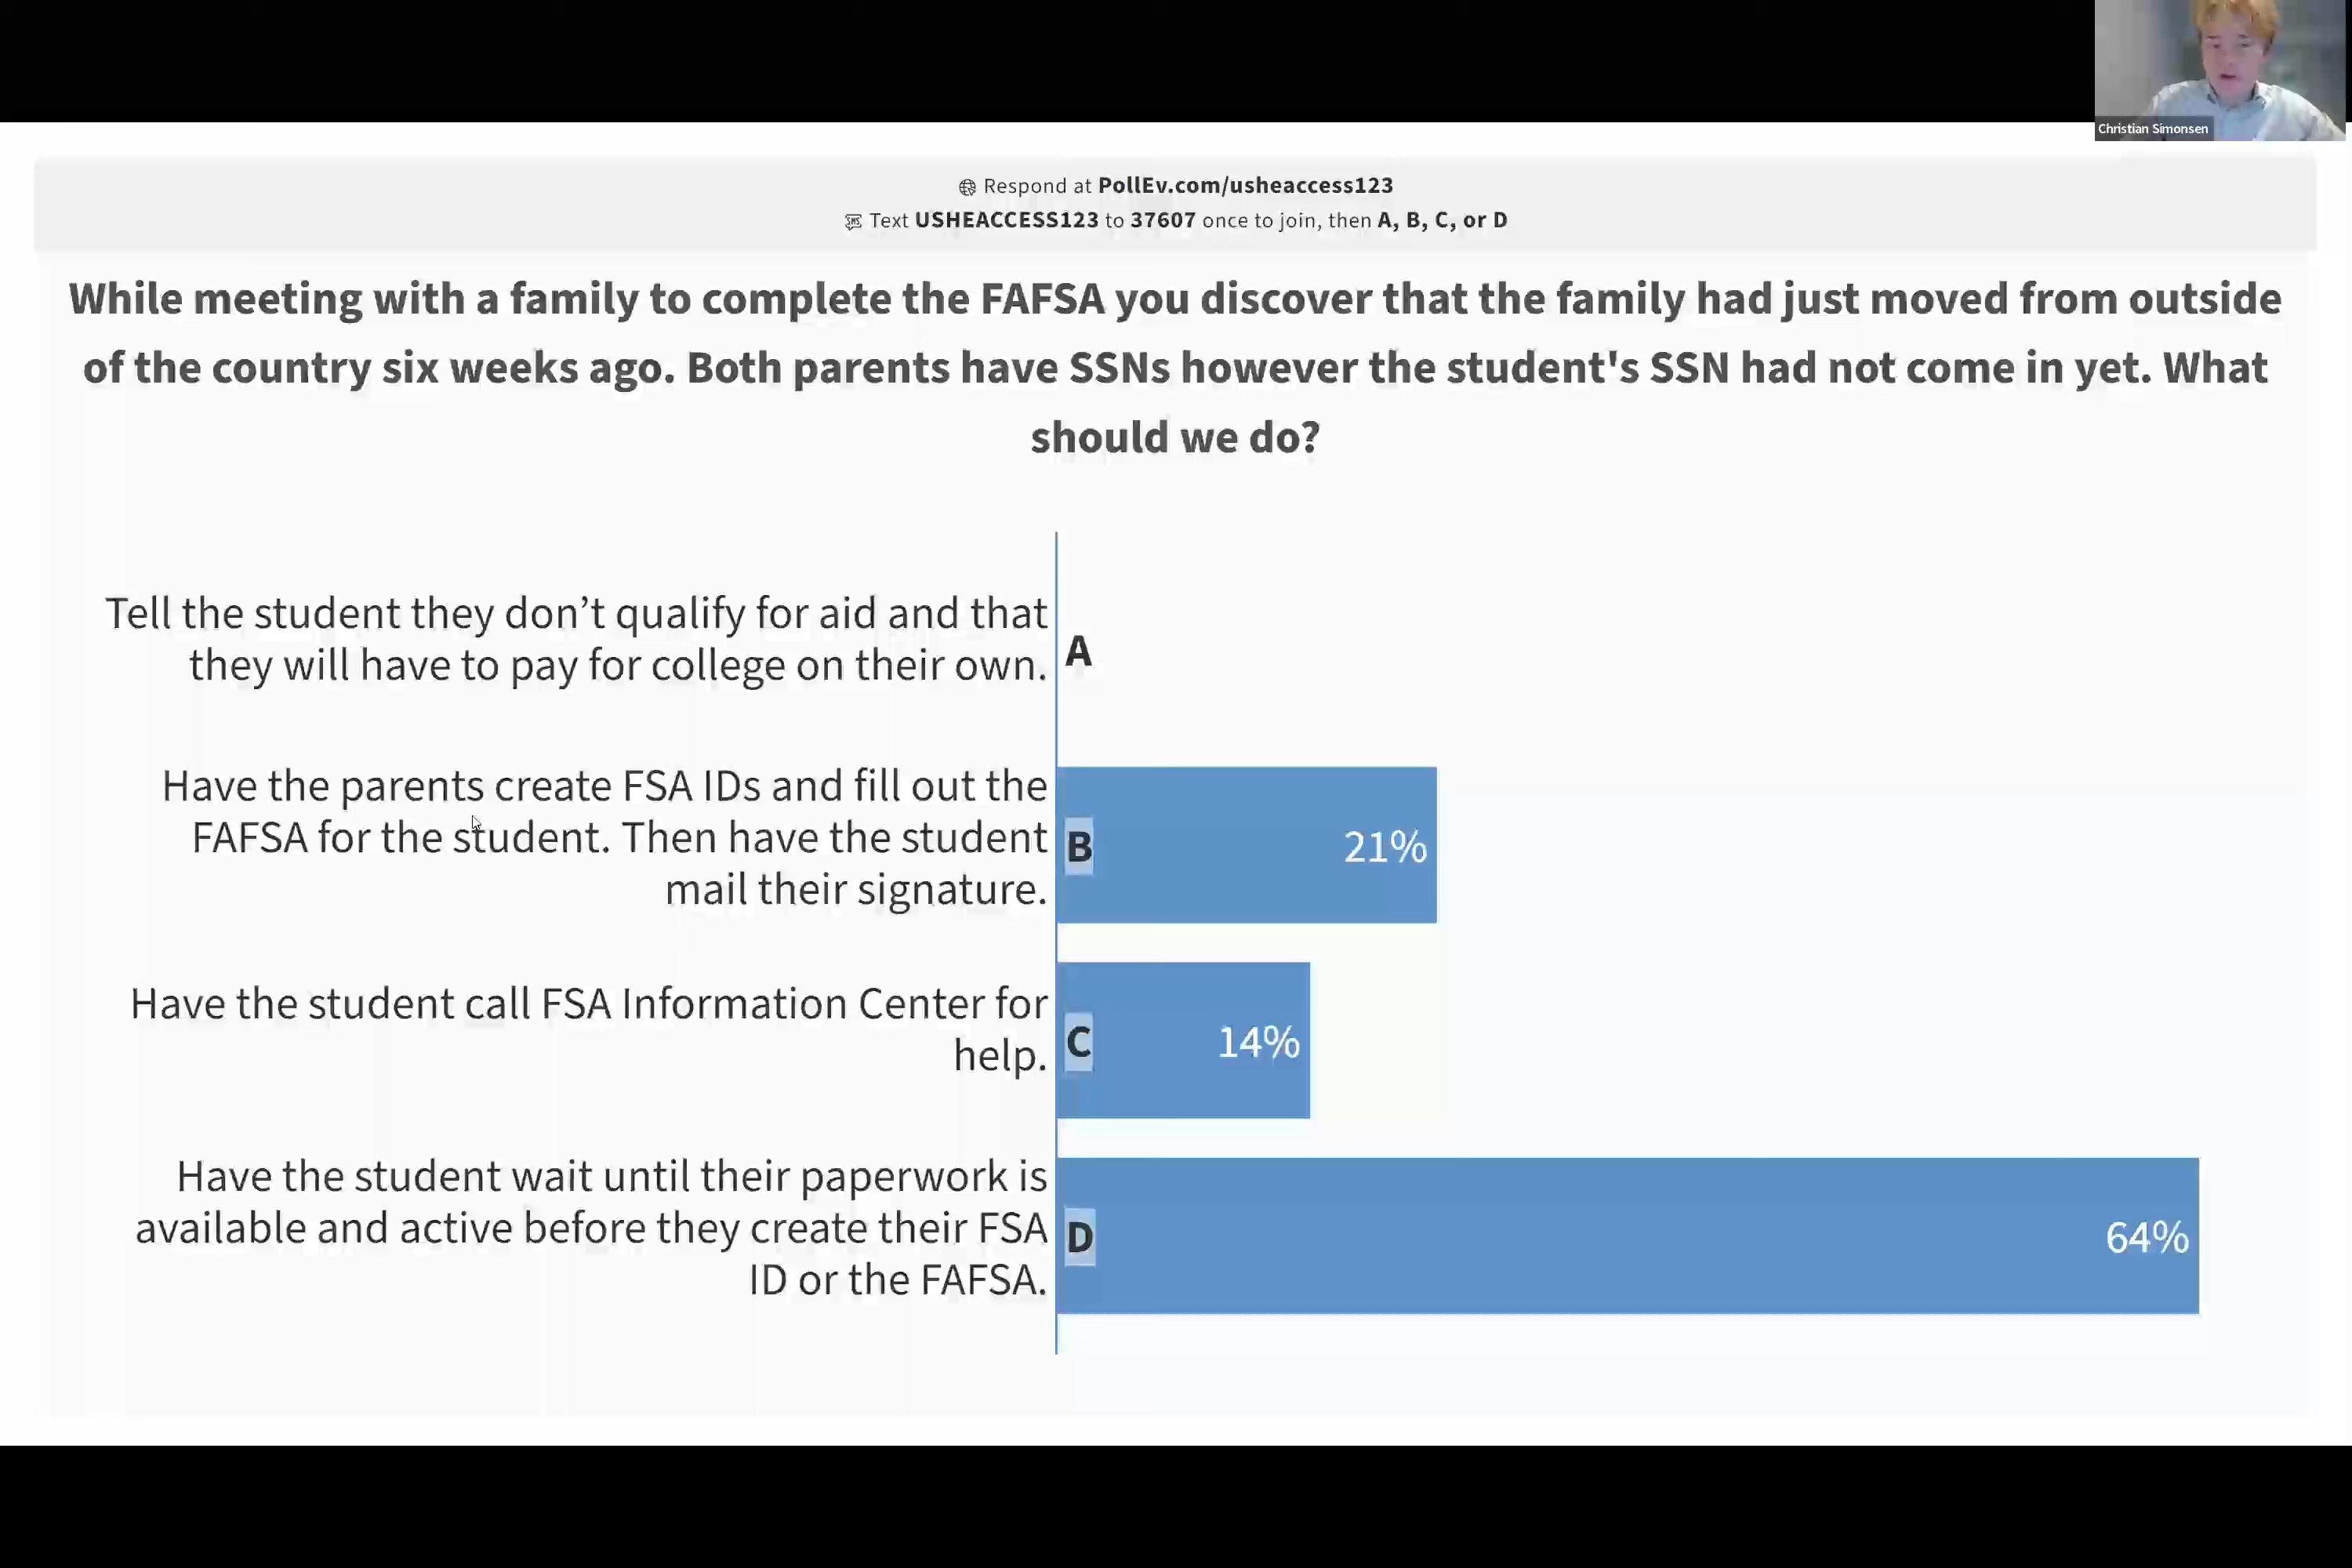 Christian Simonsen
Respond at PollEv.com/usheaccess123
Text USHEACCESS123 to 37607 once to join, then A, B, C, or D
While meeting with a family to complete the FAFSA you discover that the family had just moved from outside
of the country six weeks ago. Both parents have SSNs however the student's SSN had not come in yet. What
should we do?
Tell the student they don’t qualify for aid and that
they will have to pay for college on their own.
A
Have the parents create FSA IDs and fill out the
FAFSA for the student. Then have the student
mail their signature.
B
21%
Have the student call FSA Information Center for
help.
C
14%
Have the student wait until their paperwork is
available and active before they create their FSA
ID or the FAFSA.
D
64%